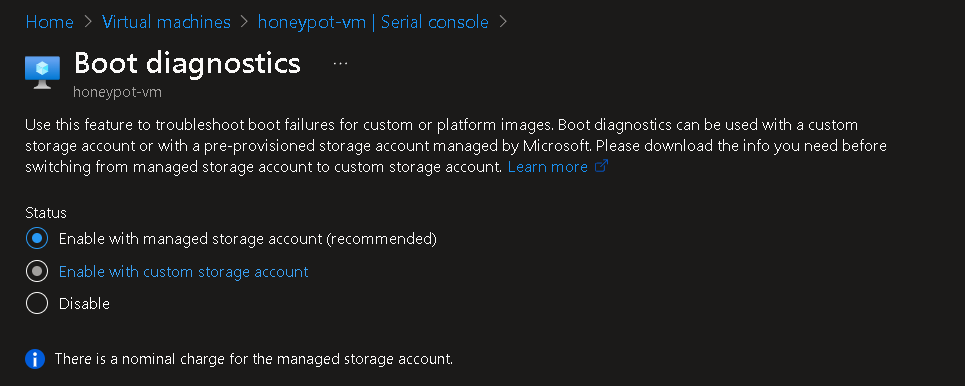 Home > Virtual machines > honeypot-vm | Serial console >
Boot diagnostics ...
honeypot-vm
Use this feature to troubleshoot boot failures for custom or platform images. Boot diagnostics can be used with a custom
storage account or with a pre-provisioned storage account managed by Microsoft. Please download the info you need before
switching from managed storage account to custom storage account. Learn more
Status
Enable with managed storage account (recommended)
Enable with custom storage account
Disable
There is a nominal charge for the managed storage account.